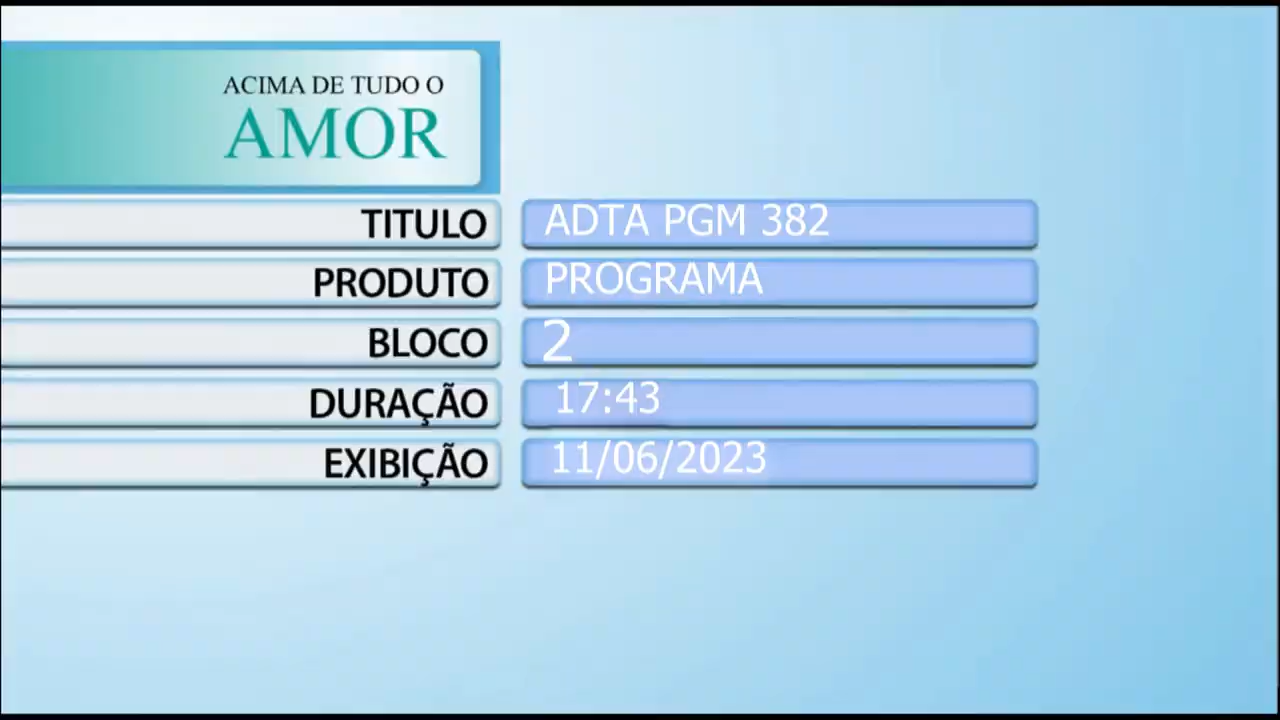 ACIMA DE TUDO O
AMOR
TITULO ADTA PGM 382
PRODUTO PROGRAMA
BLOCO 2
DURAÇÃO 17:43
EXIBIÇÃO 11/06/2023